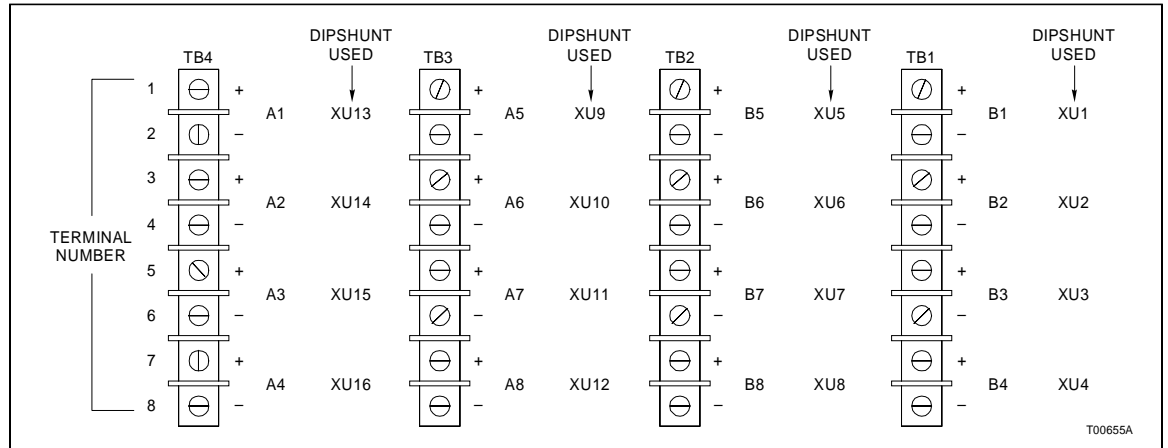 DIPSHUNT USED DIPSHUNT USED DIPSHUNT USED DIPSHUNT USED
TB4 TB3 TB2 TB1
1 + + + +
A1 XU13 A5 XU9 B5 XU5 B1 XU1
2 – – – –
3 + + + +
A2 XU14 A6 XU10 B6 XU6 B2 XU2
4 – – – –
TERMINAL
NUMBER
5 + + + +
A3 XU15 A7 XU11 B7 XU7 B3 XU3
6 – – – –
7 + + + +
A4 XU16 A8 XU12 B8 XU8 B4 XU4
8 – – – –
T00655A